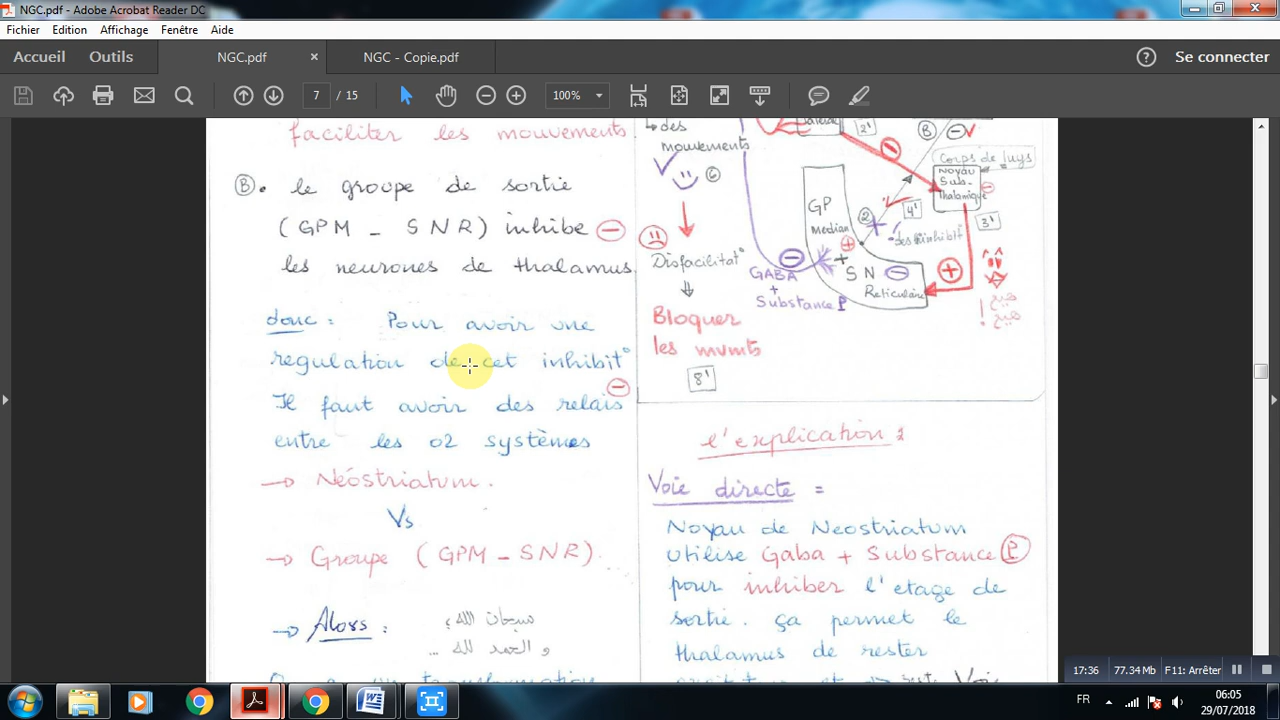 NGC.pdf - Adobe Acrobat Reader DC
Fichier Edition Affichage Fenêtre Aide
Accueil Outils NGC.pdf × NGC - Copie.pdf ? Se connecter
7 / 15 100%
faciliter les mouvements
B. le groupe de sortie
(GPM - SNR) inhibe
les neurones de thalamus
donc : Pour avoir une
regulation de cet inhibit°
Il faut avoir des relais
entre les 02 systèmes
→ Néostriatum.
Vs
→ Groupe (GPM - SNR).
→ Alors :
سبحان الله
و الحمد لله ...
↳ des
mouvements
6
Disfacilitat°
Bloquer
les mvmts
8'
2'
B
Corps de luys
Noyau
Sub-
Thalamique
3'
4'
2
GP
median
desinhibit°
S N
Reticulaire
GABA
+
Substance P
l'explication :
Voie directe =
Noyau de Neostriatum
utilise Gaba + Substance P
pour inhiber l'etage de
sortie. ça permet le
thalamus de rester
17:36 77.34 Mb F11: Arrêter
FR 06:05
29/07/2018